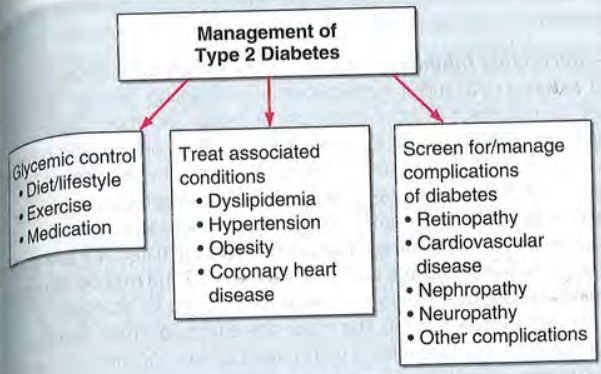 Management of
Type 2 Diabetes
Glycemic control
• Diet/lifestyle
• Exercise
• Medication
Treat associated
conditions
• Dyslipidemia
• Hypertension
• Obesity
• Coronary heart
disease
Screen for/manage
complications
of diabetes
• Retinopathy
• Cardiovascular
disease
• Nephropathy
• Neuropathy
• Other complications